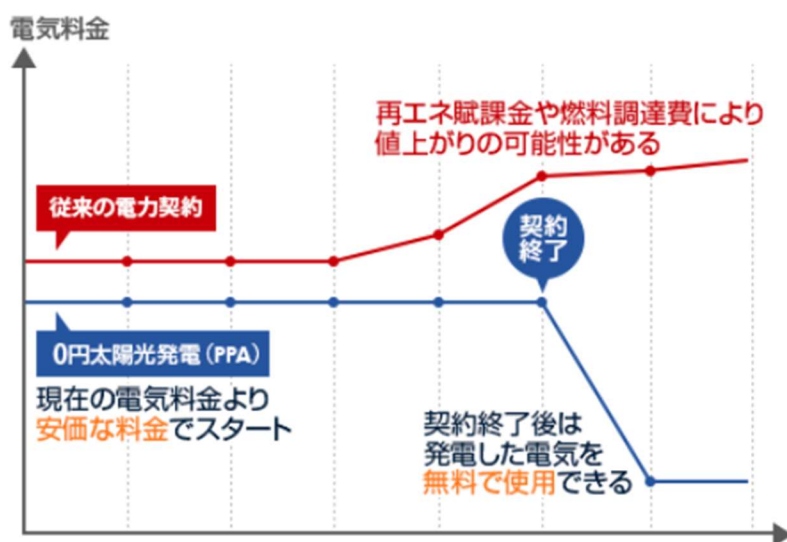 電気料金
再エネ賦課金や燃料調達費により
値上がりの可能性がある
従来の電力契約
契約
終了
0円太陽光発電(PPA)
現在の電気料金より
安価な料金でスタート
契約終了後は
発電した電気を
無料で使用できる